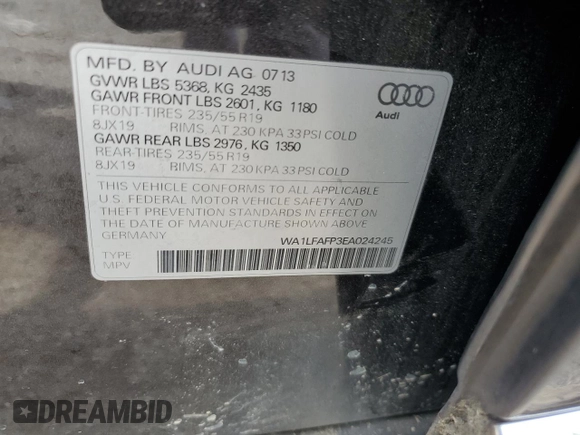 MFD. BY AUDI AG 07 13
GVWR LBS 5368, KG 2435
GAWR FRONT LBS 2601, KG 1180
FRONT-TIRES 235/55 R19
8JX19 RIMS, AT 230 KPA 33 PSI COLD
GAWR REAR LBS 2976, KG 1350
REAR-TIRES 235/55 R19
8JX19 RIMS, AT 230 KPA 33 PSI COLD
Audi
THIS VEHICLE CONFORMS TO ALL APPLICABLE
U.S. FEDERAL MOTOR VEHICLE SAFETY AND
THEFT PREVENTION STANDARDS IN EFFECT ON
THE DATE OF MANUFACTURE SHOWN ABOVE
GERMANY
WA1LFAFP3EA024245
TYPE
MPV
DREAMBID